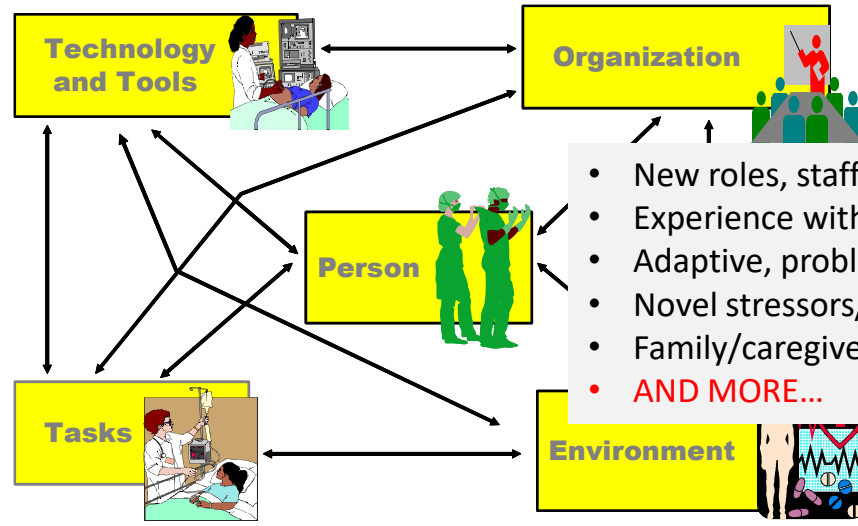 Technology
and Tools
Organization
Person
• New roles, staff
• Experience with
• Adaptive, probl
• Novel stressors/
• Family/caregive
• AND MORE…
Tasks
Environment